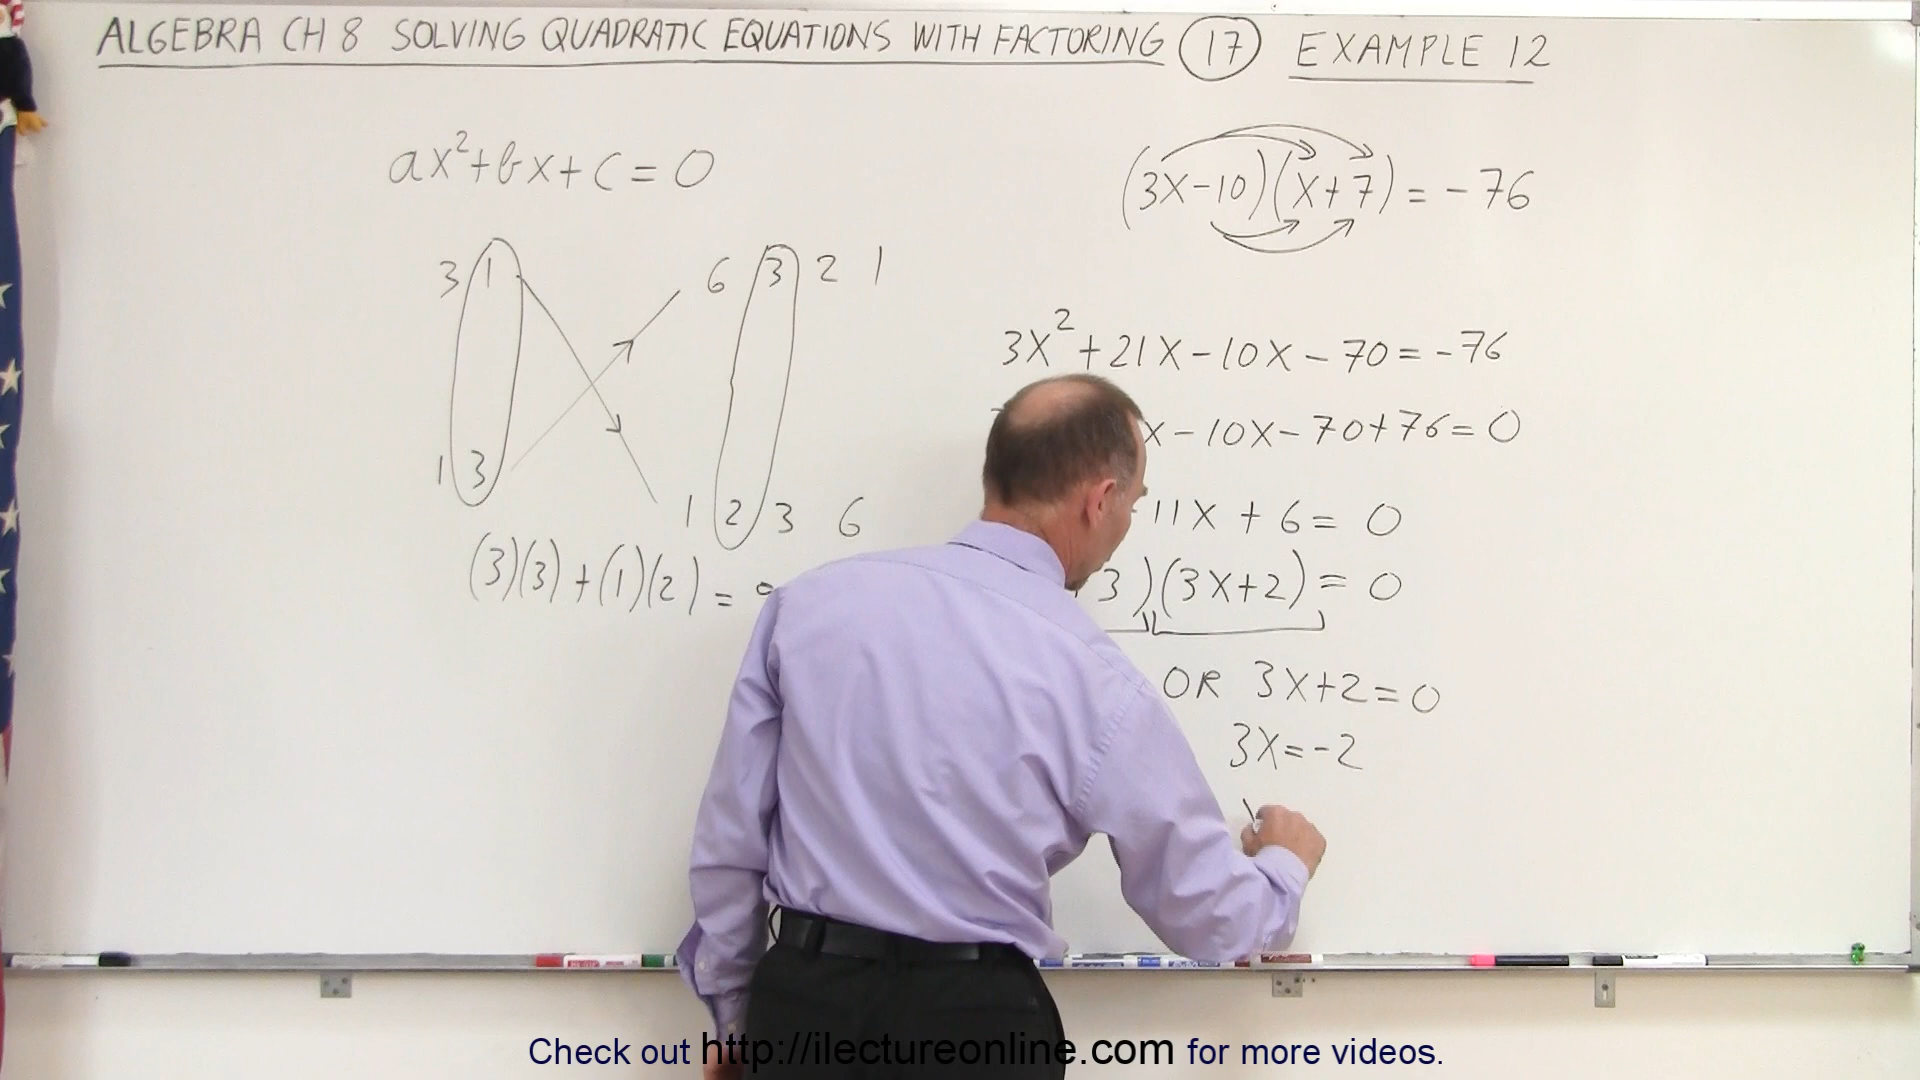 ALGEBRA CH 8 SOLVING QUADRATIC EQUATIONS WITH FACTORING 17 EXAMPLE 12
ax²+bx+c=0
3 1 6 3 2 1
1 3 1 2 3 6
(3)(3)+(1)(2)=
(3X-10)(X+7)=-76
3X²+21X-10X-70=-76
X-10X-70+76=0
11X+6=0
3)(3X+2)=0
OR 3X+2=0
3X=-2
Check out http://ilectureonline.com for more videos.